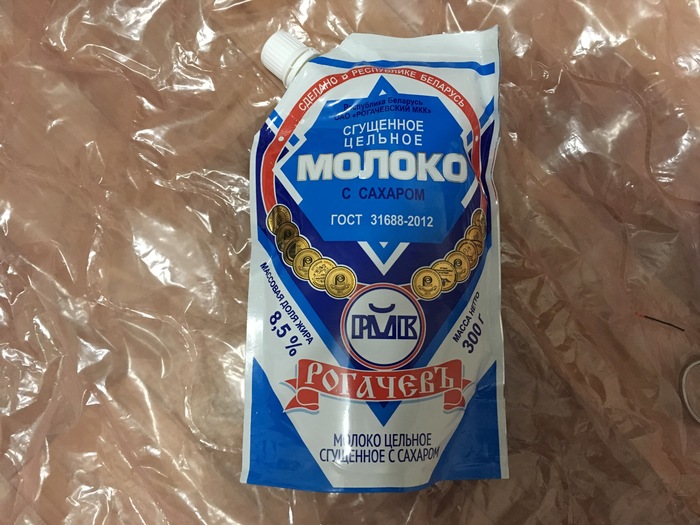 СДЕЛАНО В РЕСПУБЛИКЕ БЕЛАРУСЬ
Республика Беларусь
ОАО «РОГАЧЕВСКИЙ МКК»
СГУЩЕННОЕ
ЦЕЛЬНОЕ
МОЛОКО
С САХАРОМ
ГОСТ 31688-2012
МАССОВАЯ ДОЛЯ ЖИРА
8,5%
МАССА НЕТТО
300 г
РМК
РОГАЧЕВЪ
МОЛОКО ЦЕЛЬНОЕ
СГУЩЕННОЕ С САХАРОМ